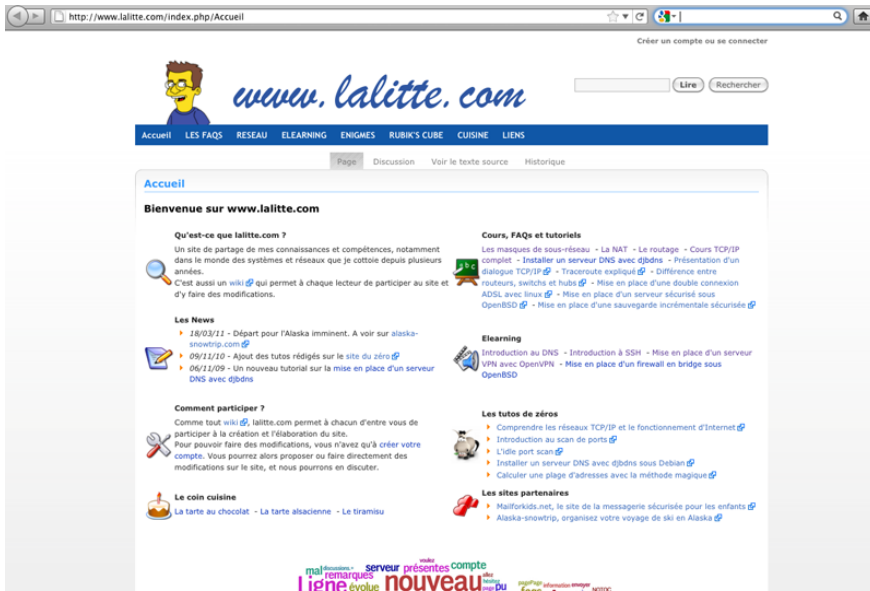 http://www.lalitte.com/index.php/Accueil
Créer un compte ou se connecter
www.lalitte.com
Lire
Rechercher
Accueil LES FAQS RESEAU ELEARNING ENIGMES RUBIK'S CUBE CUISINE LIENS
Page Discussion Voir le texte source Historique
Accueil
Bienvenue sur www.lalitte.com
Qu'est-ce que lalitte.com ?
Un site de partage de mes connaissances et compétences, notamment
dans le monde des systèmes et réseaux que je cottoie depuis plusieurs
années.
C'est aussi un wiki qui permet à chaque lecteur de participer au site et
d'y faire des modifications.
Les News
18/03/11 - Départ pour l'Alaska imminent. A voir sur alaska-
snowtrip.com
09/11/10 - Ajout des tutos rédigés sur le site du zéro
06/11/09 - Un nouveau tutorial sur la mise en place d'un serveur
DNS avec djbdns
Comment participer ?
Comme tout wiki, lalitte.com permet à chacun d'entre vous de
participer à la création et l'élaboration du site.
Pour pouvoir faire des modifications, vous n'avez qu'à créer votre
compte. Vous pourrez alors proposer ou faire directement des
modifications sur le site, et nous pourrons en discuter.
Le coin cuisine
La tarte au chocolat - La tarte alsacienne - Le tiramisu
Cours, FAQs et tutoriels
Les masques de sous-réseau - La NAT - Le routage - Cours TCP/IP
complet - Installer un serveur DNS avec djbdns - Présentation d'un
dialogue TCP/IP - Traceroute expliqué - Différence entre
routeurs, switchs et hubs - Mise en place d'une double connexion
ADSL avec linux - Mise en place d'un serveur sécurisé sous
OpenBSD - Mise en place d'une sauvegarde incrémentale sécurisée
abc
Elearning
Introduction au DNS - Introduction à SSH - Mise en place d'un serveur
VPN avec OpenVPN - Mise en place d'un firewall en bridge sous
OpenBSD
Les tutos de zéros
Comprendre les réseaux TCP/IP et le fonctionnement d'Internet
Introduction au scan de ports
L'idle port scan
Installer un serveur DNS avec djbdns sous Debian
Calculer une plage d'adresses avec la méthode magique
Les sites partenaires
Mailforkids.net, le site de la messagerie sécurisée pour les enfants
Alaska-snowtrip, organisez votre voyage de ski en Alaska
voulez
mal discussions serveur présentes compte
remarques
Ligne évolue nouveau page pu
information envoyer